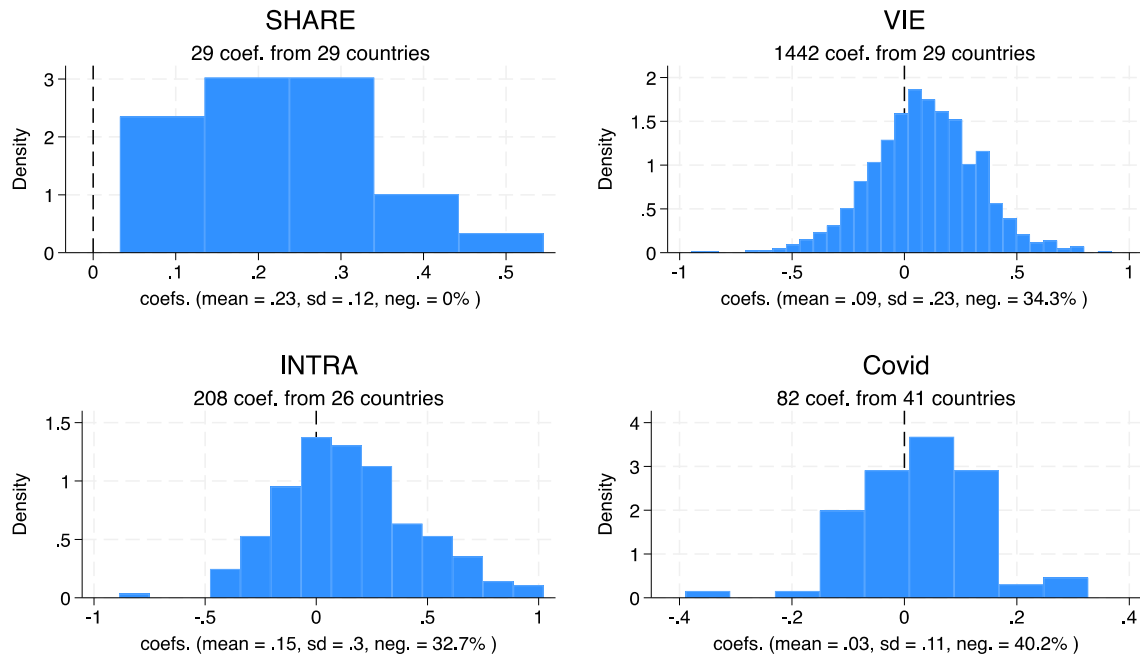 SHARE
29 coef. from 29 countries
Density
3
2
1
0
0 .1 .2 .3 .4 .5
coefs. (mean = .23, sd = .12, neg. = 0% )
VIE
1442 coef. from 29 countries
Density
2
1.5
1
.5
0
-1 -.5 0 .5 1
coefs. (mean = .09, sd = .23, neg. = 34.3% )
INTRA
208 coef. from 26 countries
Density
1.5
1
.5
0
-1 -.5 0 .5 1
coefs. (mean = .15, sd = .3, neg. = 32.7% )
Covid
82 coef. from 41 countries
Density
4
3
2
1
0
-.4 -.2 0 .2 .4
coefs. (mean = .03, sd = .11, neg. = 40.2% )